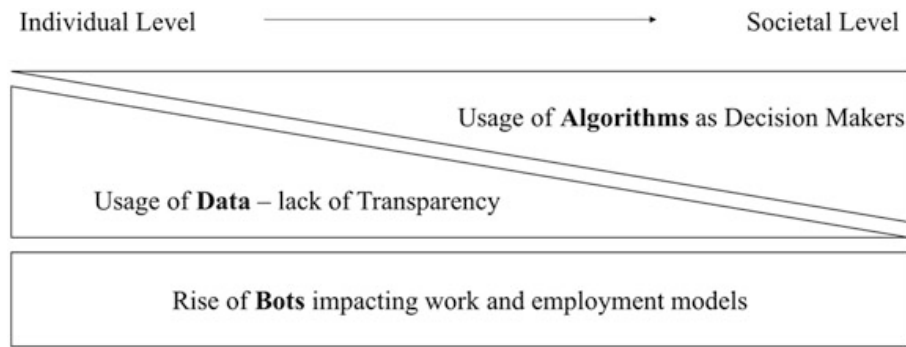 Individual Level
Societal Level
Usage of Algorithms as Decision Makers
Usage of Data – lack of Transparency
Rise of Bots impacting work and employment models